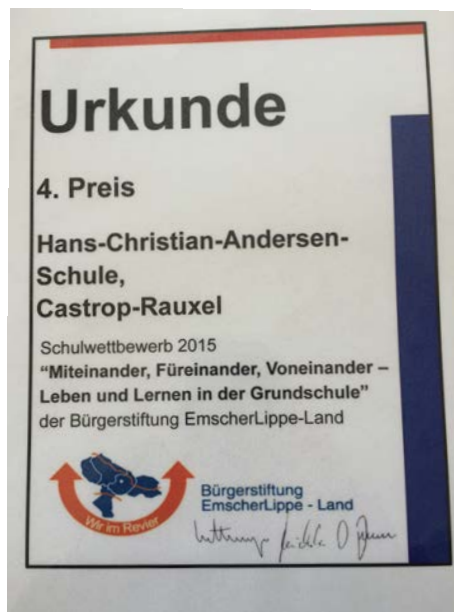 Urkunde
4. Preis
Hans-Christian-Andersen-
Schule,
Castrop-Rauxel
Schulwettbewerb 2015
“Miteinander, Füreinander, Voneinander –
Leben und Lernen in der Grundschule”
der Bürgerstiftung EmscherLippe-Land
Wir im Revier
Bürgerstiftung
EmscherLippe - Land